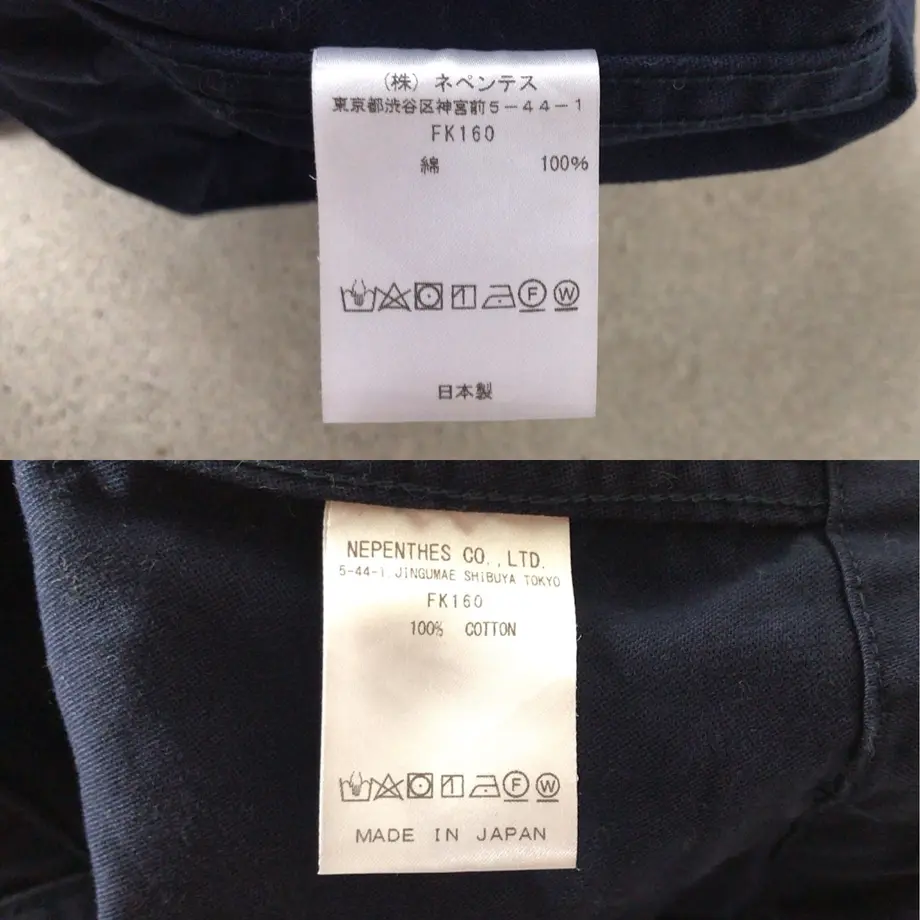 （株）ネペンテス
東京都渋谷区神宮前5-44-1
FK160
綿 100%
F W
日本製
NEPENTHES CO.,LTD.
5-44-1,JINGUMAE SHIBUYA TOKYO
FK160
100% COTTON
F W
MADE IN JAPAN